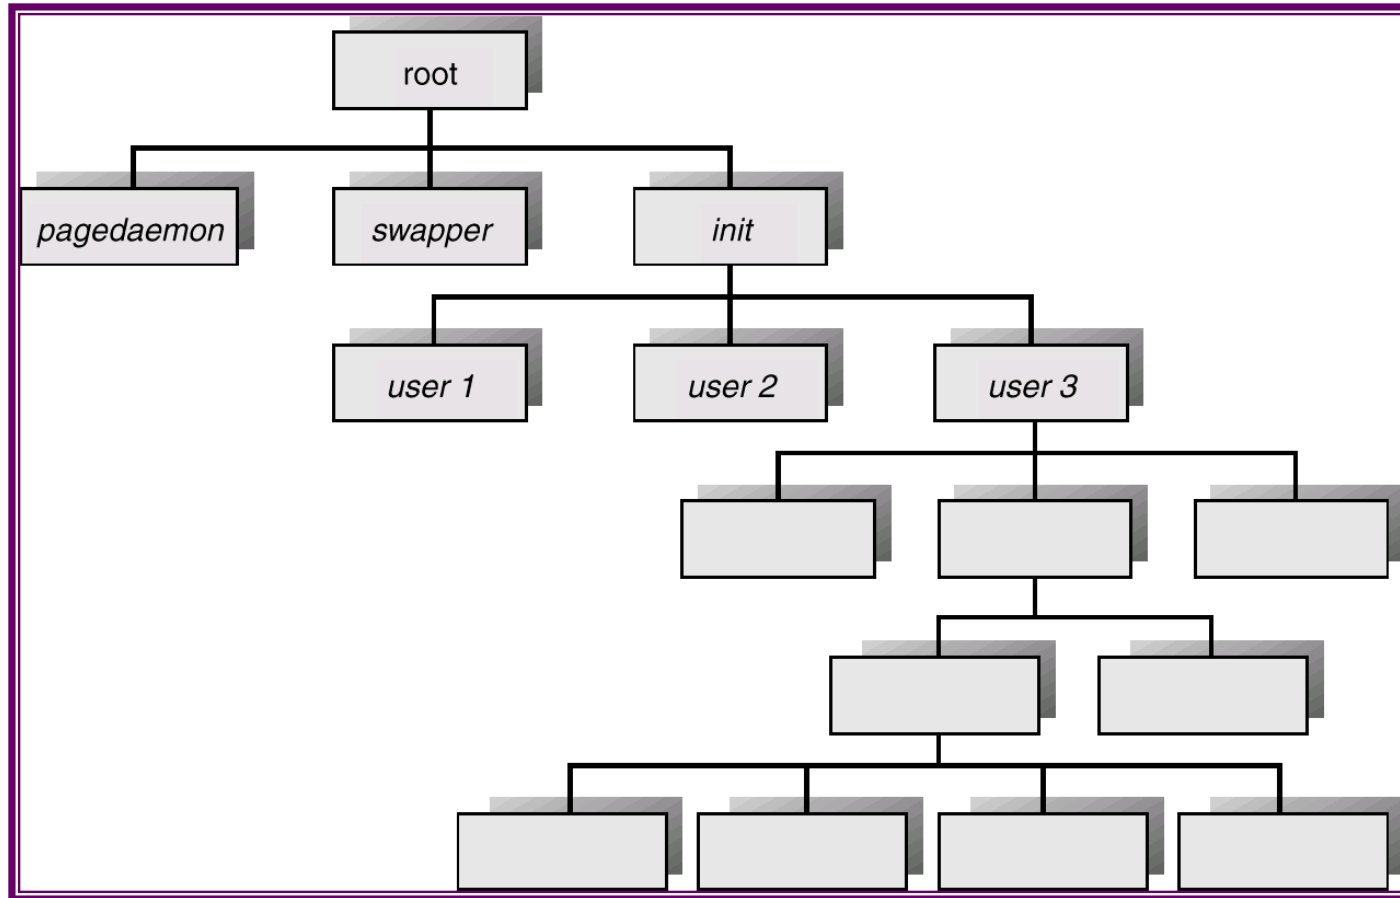 root
pagedaemon
swapper
init
user 1
user 2
user 3